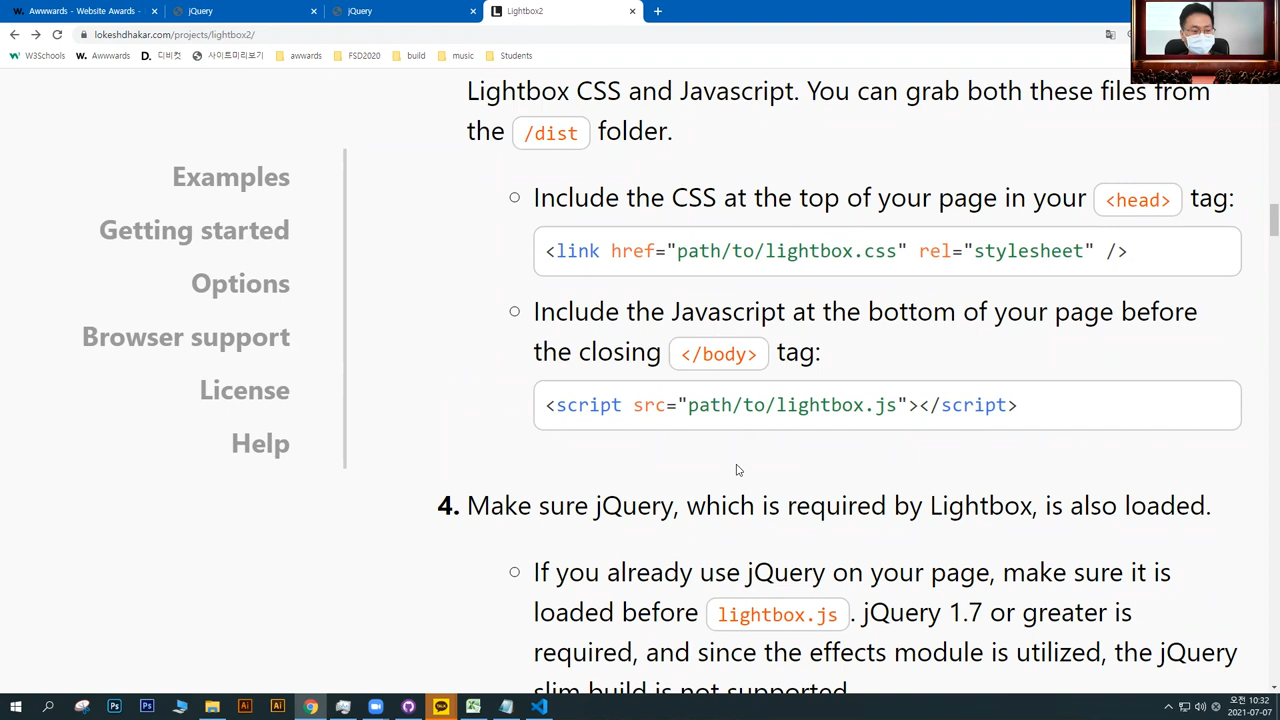 Awwwards - Website Awards -
jQuery
jQuery
Lightbox2
lokeshdhakar.com/projects/lightbox2/
W3Schools
Awwwards
디비컷
사이트미리보기
awwards
FSD2020
build
music
Students
Lightbox CSS and Javascript. You can grab both these files from
the /dist folder.
Examples
Getting started
Options
Browser support
License
Help
Include the CSS at the top of your page in your <head> tag:
<link href="path/to/lightbox.css" rel="stylesheet" />
Include the Javascript at the bottom of your page before
the closing </body> tag:
<script src="path/to/lightbox.js"></script>
4. Make sure jQuery, which is required by Lightbox, is also loaded.
If you already use jQuery on your page, make sure it is
loaded before lightbox.js. jQuery 1.7 or greater is
required, and since the effects module is utilized, the jQuery
slim build is not supported.
오전 10:32
2021-07-07